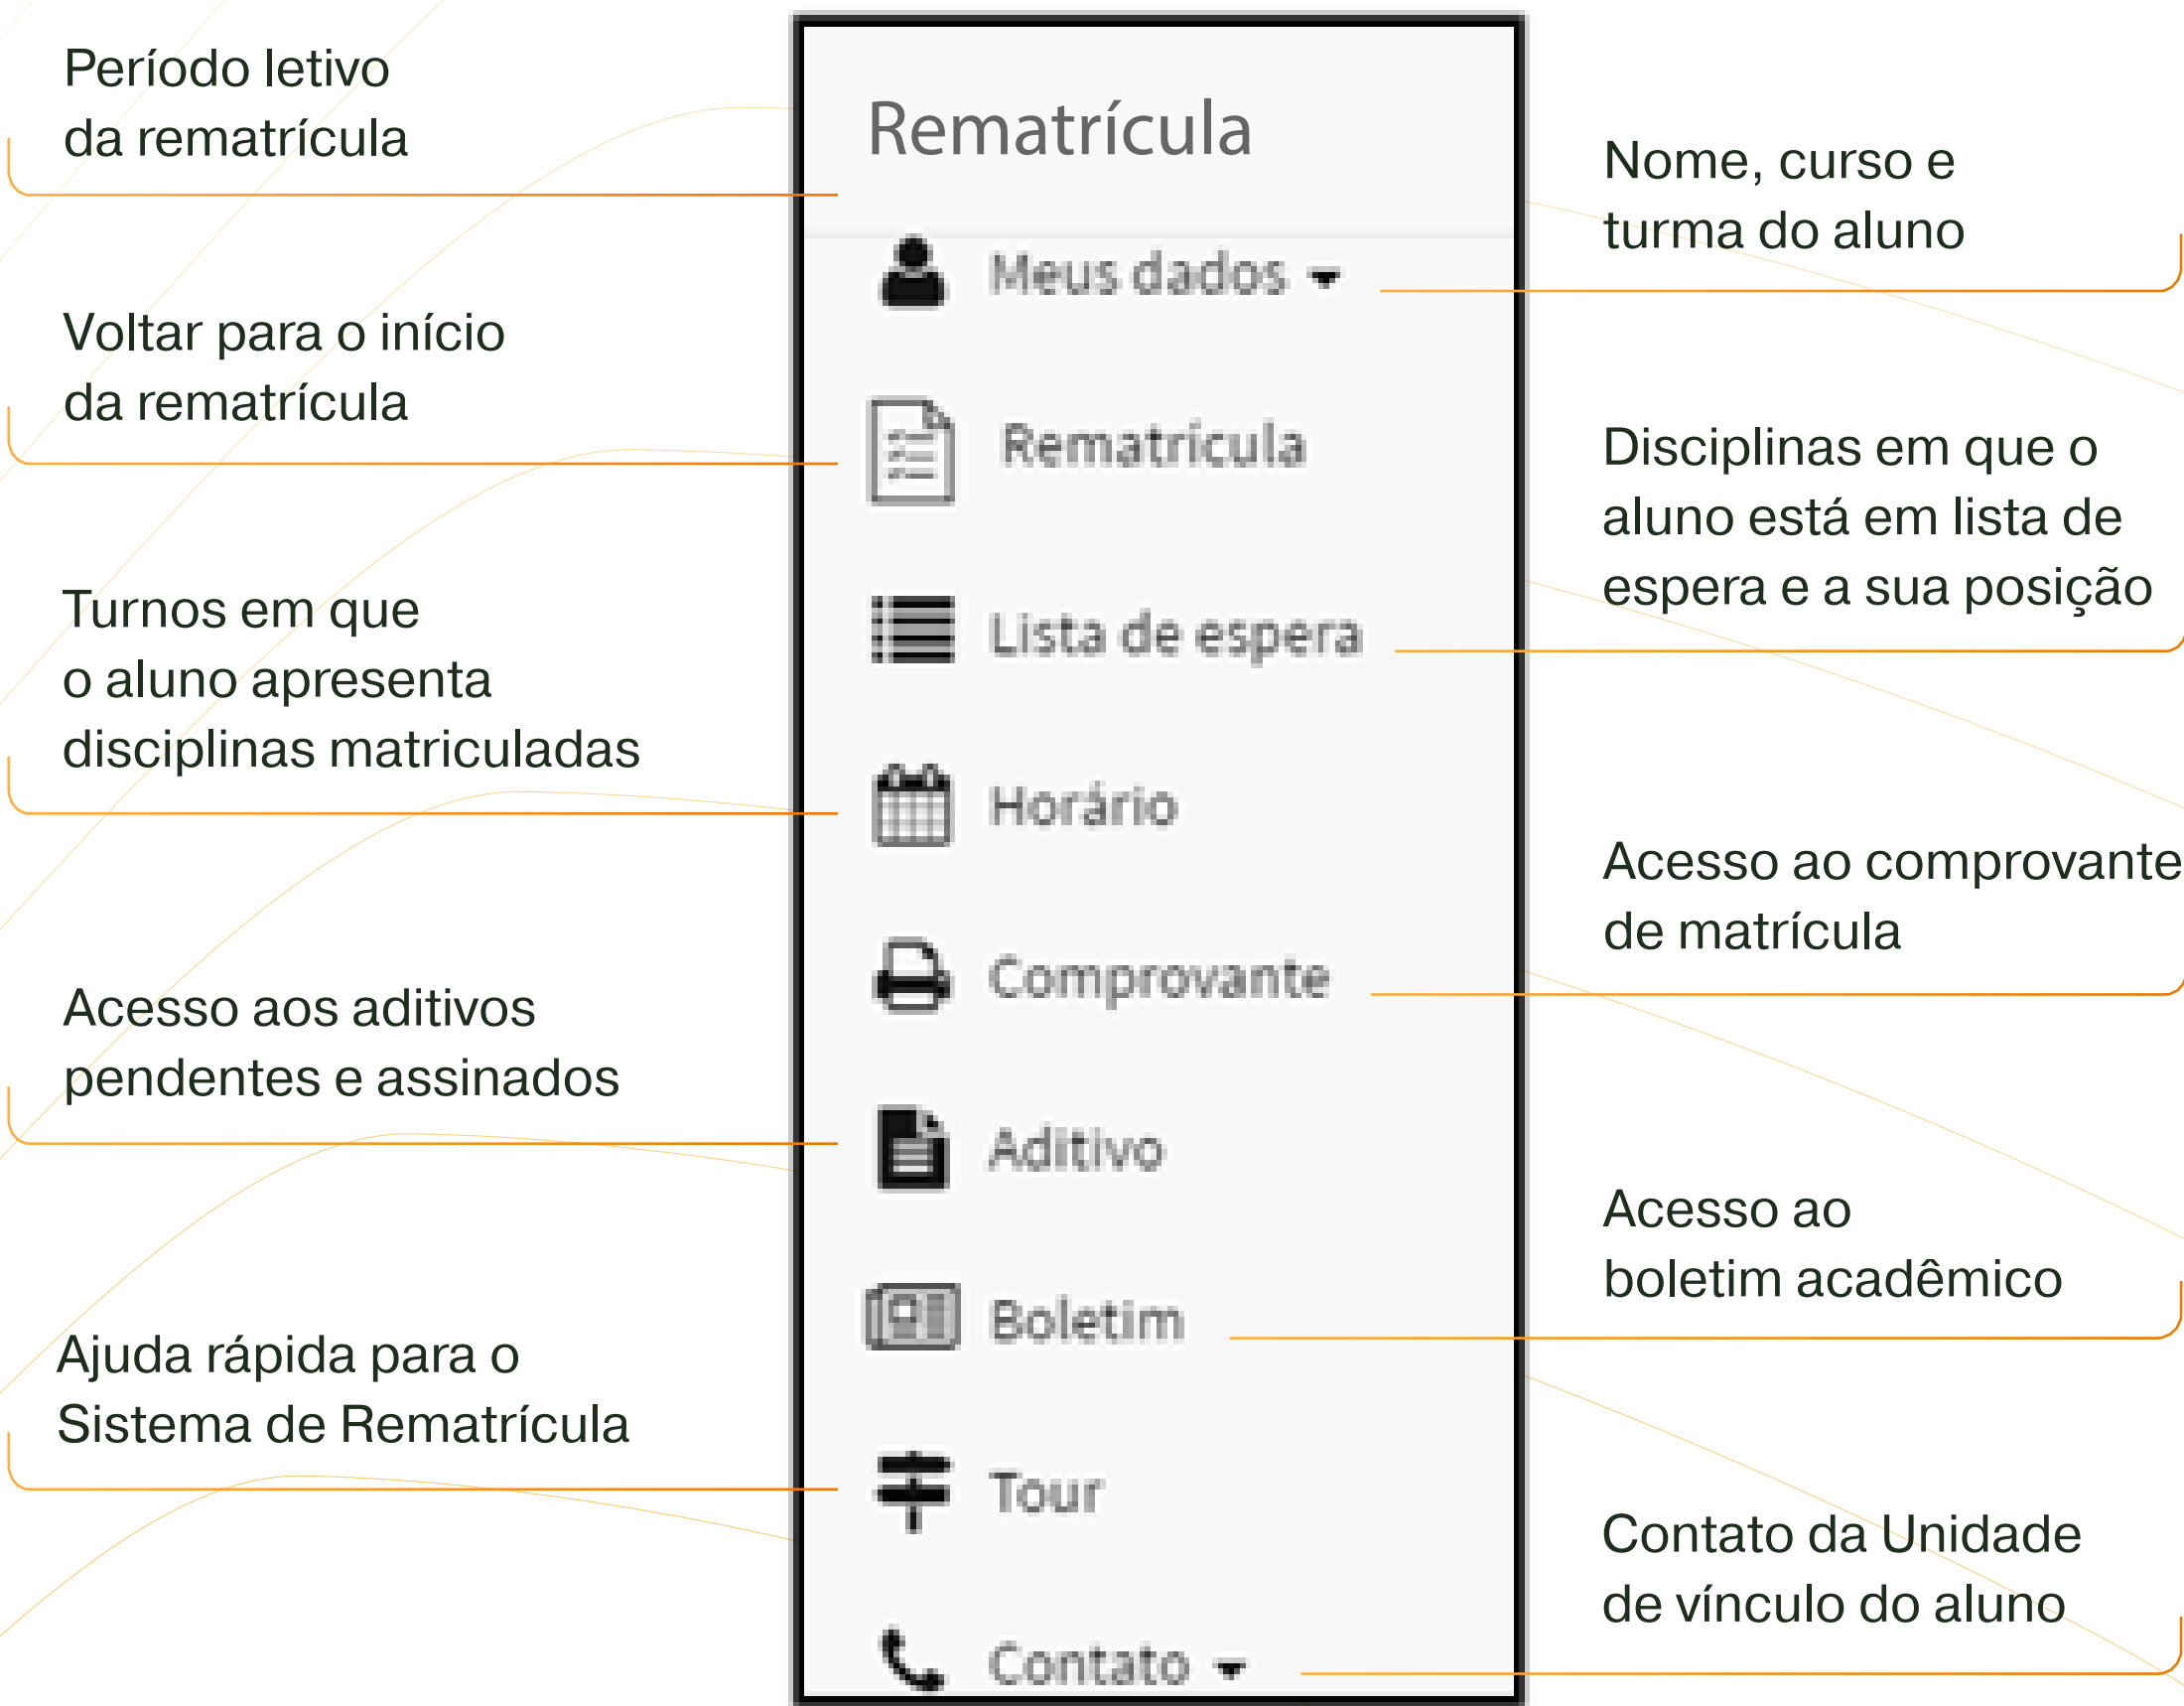 Período letivo
da rematrícula
Voltar para o início
da rematrícula
Turnos em que
o aluno apresenta
disciplinas matriculadas
Acesso aos aditivos
pendentes e assinados
Ajuda rápida para o
Sistema de Rematrícula
Rematrícula
Meus dados
Rematrícula
Lista de espera
Horário
Comprovante
Aditivo
Boletim
Tour
Contato
Nome, curso e
turma do aluno
Disciplinas em que o
aluno está em lista de
espera e a sua posição
Acesso ao comprovante
de matrícula
Acesso ao
boletim acadêmico
Contato da Unidade
de vínculo do aluno